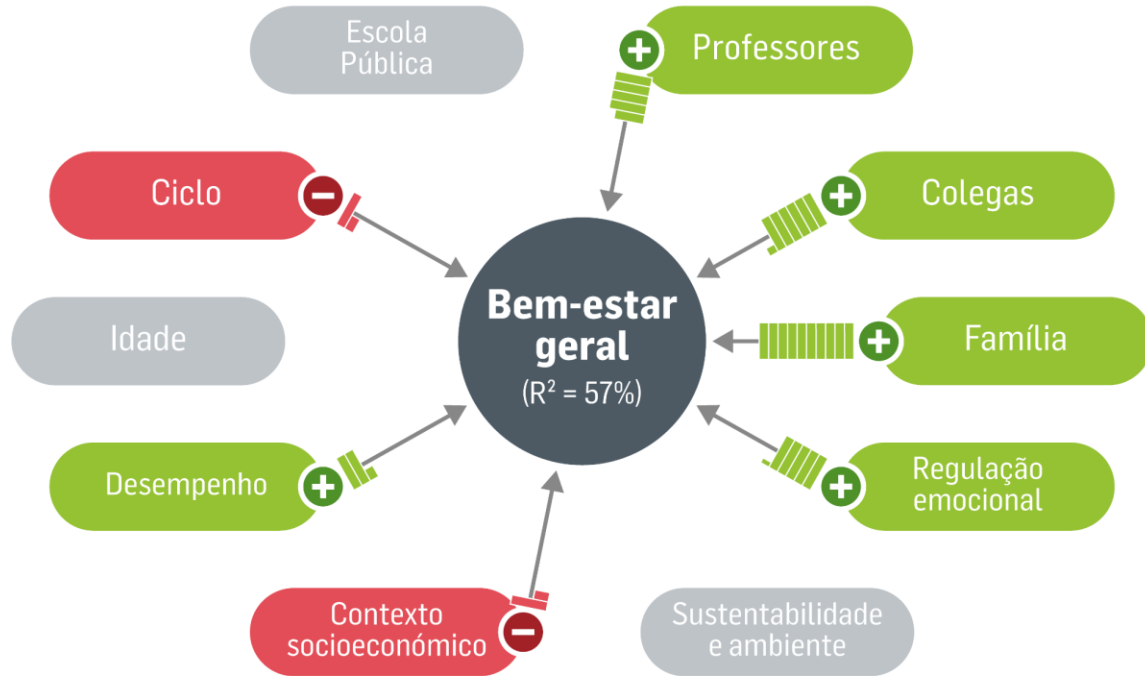 Escola
Pública
Professores
Ciclo
Colegas
Bem-estar
geral
(R² = 57%)
Idade
Família
Desempenho
Regulação
emocional
Contexto
socioeconómico
Sustentabilidade
e ambiente